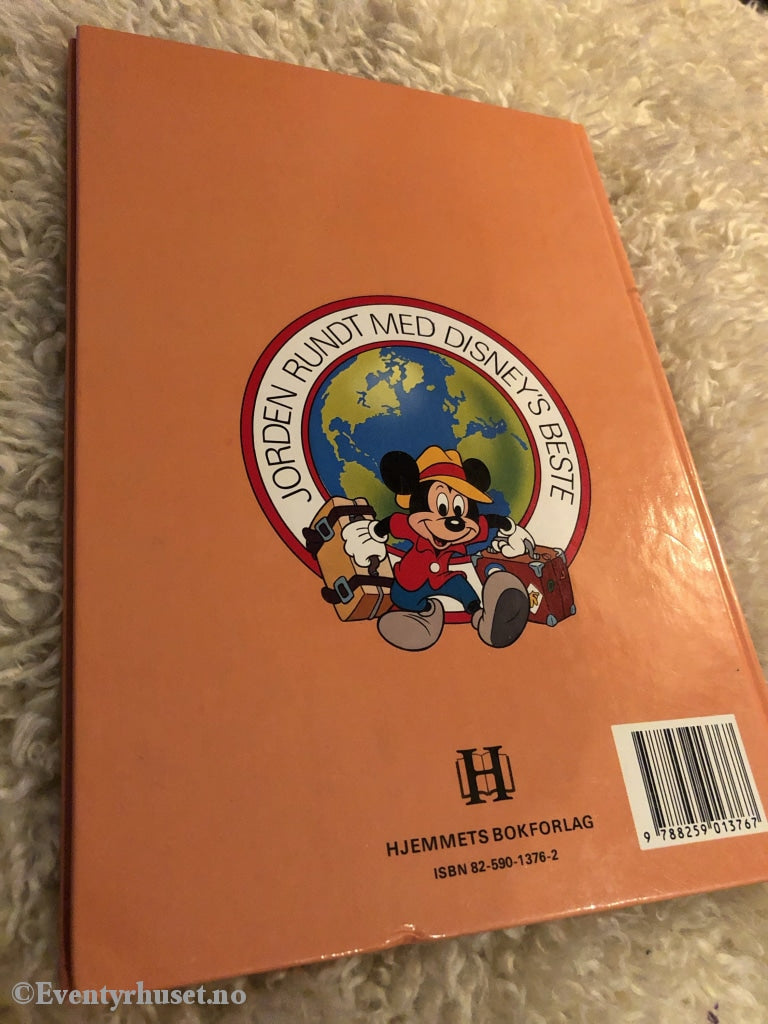 JORDEN RUNDT MED DISNEY'S BESTE
H
HJEMMETS BOKFORLAG
ISBN 82-590-1376-2
9 788259 013767
©Eventyrhuset.no